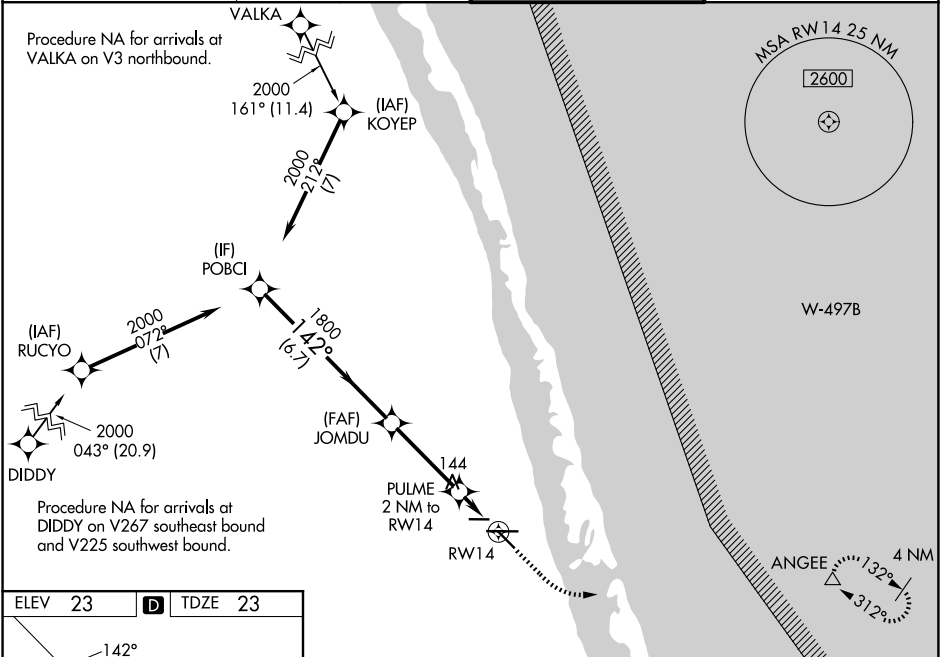 VALKA
Procedure NA for arrivals at
VALKA on V3 northbound.
2000
161° (11.4)
(IAF)
KOYEP
2000
212°
(7)
MSA RW14 25 NM
2600
(IF)
POBCI
(IAF)
RUCYO
2000
072°
(7)
1800
142°
(6.7)
W-497B
2000
043° (20.9)
DIDDY
(FAF)
JOMDU
144
PULME
2 NM to
RW14
RW14
Procedure NA for arrivals at
DIDDY on V267 southeast bound
and V225 southwest bound.
ANGEE
132°
4 NM
312°
ELEV 23
D
TDZE 23
142°